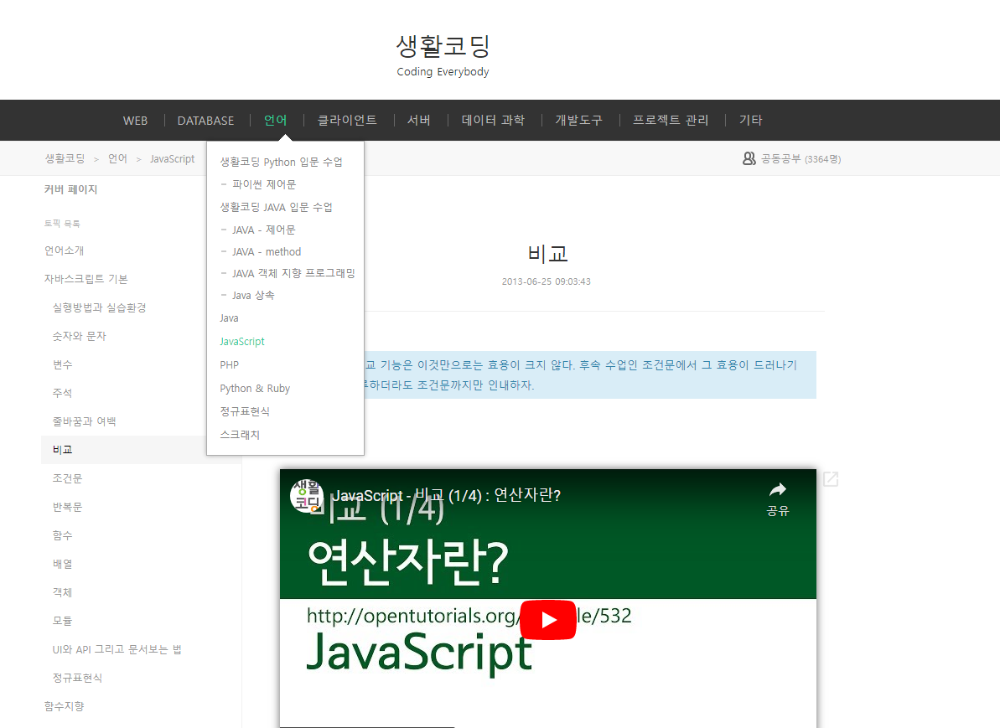 생활코딩
Coding Everybody
WEB
DATABASE
언어
클라이언트
서버
데이터 과학
개발도구
프로젝트 관리
기타
생활코딩 > 언어 > JavaScript
공동공부 (3364명)
커버 페이지
토픽 목록
언어소개
자바스크립트 기본
실행방법과 실습환경
숫자와 문자
변수
주석
줄바꿈과 여백
비교
조건문
반복문
함수
배열
객체
모듈
UI와 API 그리고 문서보는 법
정규표현식
함수지향
생활코딩 Python 입문 수업
- 파이썬 제어문
생활코딩 JAVA 입문 수업
- JAVA - 제어문
- JAVA - method
- JAVA 객체 지향 프로그래밍
- Java 상속
Java
JavaScript
PHP
Python & Ruby
정규표현식
스크래치
비교
2013-06-25 09:03:43
교 기능은 이것만으로는 효용이 크지 않다. 후속 수업인 조건문에서 그 효용이 드러나기
하더라도 조건문까지만 인내하자.
생활
코딩
JavaScript - 비교 (1/4) : 연산자란?
공유
비교 (1/4)
연산자란?
http://opentutorials.org/ le/532
JavaScript